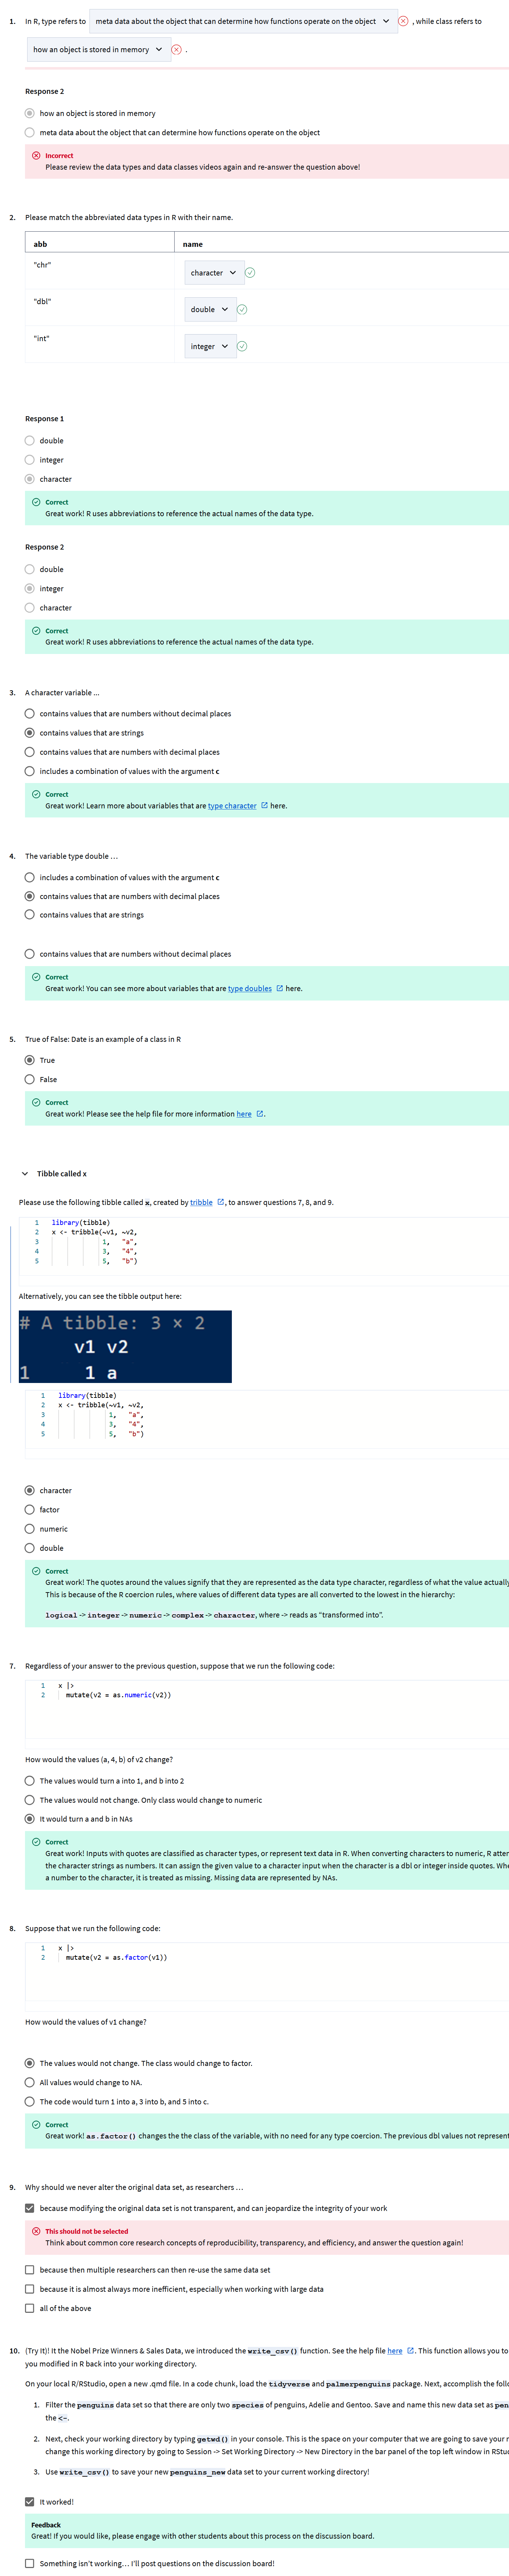 1. In R, type refers to meta data about the object that can determine how functions operate on the object , while class refers to
how an object is stored in memory .
Response 2
how an object is stored in memory
meta data about the object that can determine how functions operate on the object
Incorrect
Please review the data types and data classes videos again and re-answer the question above!
2. Please match the abbreviated data types in R with their name.
abb name
"chr" character
"dbl" double
"int" integer
Response 1
double
integer
character
Correct
Great work! R uses abbreviations to reference the actual names of the data type.
Response 2
double
integer
character
Correct
Great work! R uses abbreviations to reference the actual names of the data type.
3. A character variable ...
contains values that are numbers without decimal places
contains values that are strings
contains values that are numbers with decimal places
includes a combination of values with the argument c
Correct
Great work! Learn more about variables that are type character here.
4. The variable type double …
includes a combination of values with the argument c
contains values that are numbers with decimal places
contains values that are strings
contains values that are numbers without decimal places
Correct
Great work! You can see more about variables that are type doubles here.
5. True of False: Date is an example of a class in R
True
False
Correct
Great work! Please see the help file for more information here .
Tibble called x
Please use the following tibble called x, created by tribble , to answer questions 7, 8, and 9.
1 library(tibble)
2 x <- tribble(~v1, ~v2,
3 1, "a",
4 3, "4",
5 5, "b")
Alternatively, you can see the tibble output here:
# A tibble: 3 × 2
v1 v2
1 1 a
1 library(tibble)
2 x <- tribble(~v1, ~v2,
3 1, "a",
4 3, "4",
5 5, "b")
character
factor
numeric
double
Correct
Great work! The quotes around the values signify that they are represented as the data type character, regardless of what the value actually
This is because of the R coercion rules, where values of different data types are all converted to the lowest in the hierarchy:
logical -> integer -> numeric -> complex -> character, where -> reads as "transformed into".
7. Regardless of your answer to the previous question, suppose that we run the following code:
1 x |>
2 mutate(v2 = as.numeric(v2))
How would the values (a, 4, b) of v2 change?
The values would turn a into 1, and b into 2
The values would not change. Only class would change to numeric
It would turn a and b in NAs
Correct
Great work! Inputs with quotes are classified as character types, or represent text data in R. When converting characters to numeric, R atter
the character strings as numbers. It can assign the given value to a character input when the character is a dbl or integer inside quotes. Whe
a number to the character, it is treated as missing. Missing data are represented by NAs.
8. Suppose that we run the following code:
1 x |>
2 mutate(v2 = as.factor(v1))
How would the values of v1 change?
The values would not change. The class would change to factor.
All values would change to NA.
The code would turn 1 into a, 3 into b, and 5 into c.
Correct
Great work! as.factor() changes the the class of the variable, with no need for any type coercion. The previous dbl values not represent
9. Why should we never alter the original data set, as researchers …
because modifying the original data set is not transparent, and can jeopardize the integrity of your work
This should not be selected
Think about common core research concepts of reproducibility, transparency, and efficiency, and answer the question again!
because then multiple researchers can then re-use the same data set
because it is almost always more inefficient, especially when working with large data
all of the above
10. (Try It)! It the Nobel Prize Winners & Sales Data, we introduced the write_csv() function. See the help file here . This function allows you to
you modified in R back into your working directory.
On your local R/RStudio, open a new .qmd file. In a code chunk, load the tidyverse and palmerpenguins package. Next, accomplish the follo
1. Filter the penguins data set so that there are only two species of penguins, Adelie and Gentoo. Save and name this new data set as pen
the <-.
2. Next, check your working directory by typing getwd() in your console. This is the space on your computer that we are going to save your r
change this working directory by going to Session -> Set Working Directory -> New Directory in the bar panel of the top left window in RStu
3. Use write_csv() to save your new penguins_new data set to your current working directory!
It worked!
Feedback
Great! If you would like, please engage with other students about this process on the discussion board.
Something isn't working… I'll post questions on the discussion board!